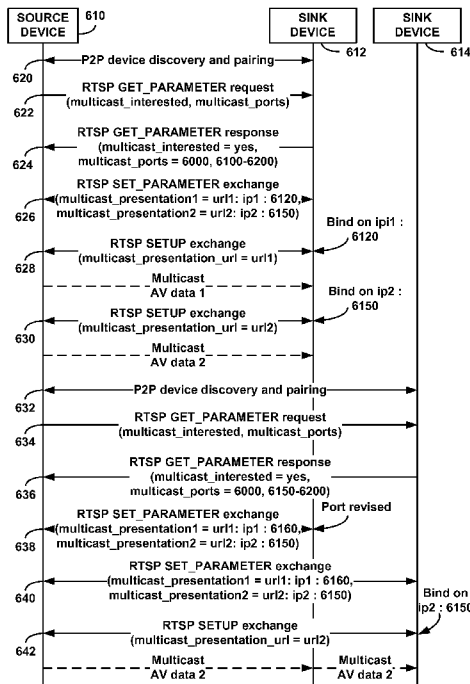 SOURCE DEVICE 610
SINK DEVICE 612
SINK DEVICE 614
620 P2P device discovery and pairing
622 RTSP GET_PARAMETER request
(multicast_interested, multicast_ports)
624 RTSP GET_PARAMETER response
(multicast_interested = yes,
multicast_ports = 6000, 6100-6200)
626 RTSP SET_PARAMETER exchange
(multicast_presentation1 = url1: ip1 : 6120,
multicast_presentation2 = url2: ip2 : 6150)
Bind on ipi1 :
6120
628 RTSP SETUP exchange
(multicast_presentation_url = url1)
Multicast
AV data 1
Bind on ip2 :
6150
630 RTSP SETUP exchange
(multicast_presentation_url = url2)
Multicast
AV data 2
632 P2P device discovery and pairing
634 RTSP GET_PARAMETER request
(multicast_interested, multicast_ports)
636 RTSP GET_PARAMETER response
(multicast_interested = yes,
multicast_ports = 6000, 6150-6200)
Port revised
638 RTSP SET_PARAMETER exchange
(multicast_presentation1 = url1: ip1 : 6160,
multicast_presentation2 = url2: ip2 : 6150)
640 RTSP SET_PARAMETER exchange
(multicast_presentation1 = url1: ip1 : 6160,
multicast_presentation2 = url2: ip2 : 6150)
Bind on
ip2 : 6150
642 RTSP SETUP exchange
(multicast_presentation_url = url2)
Multicast
AV data 2
Multicast
AV data 2